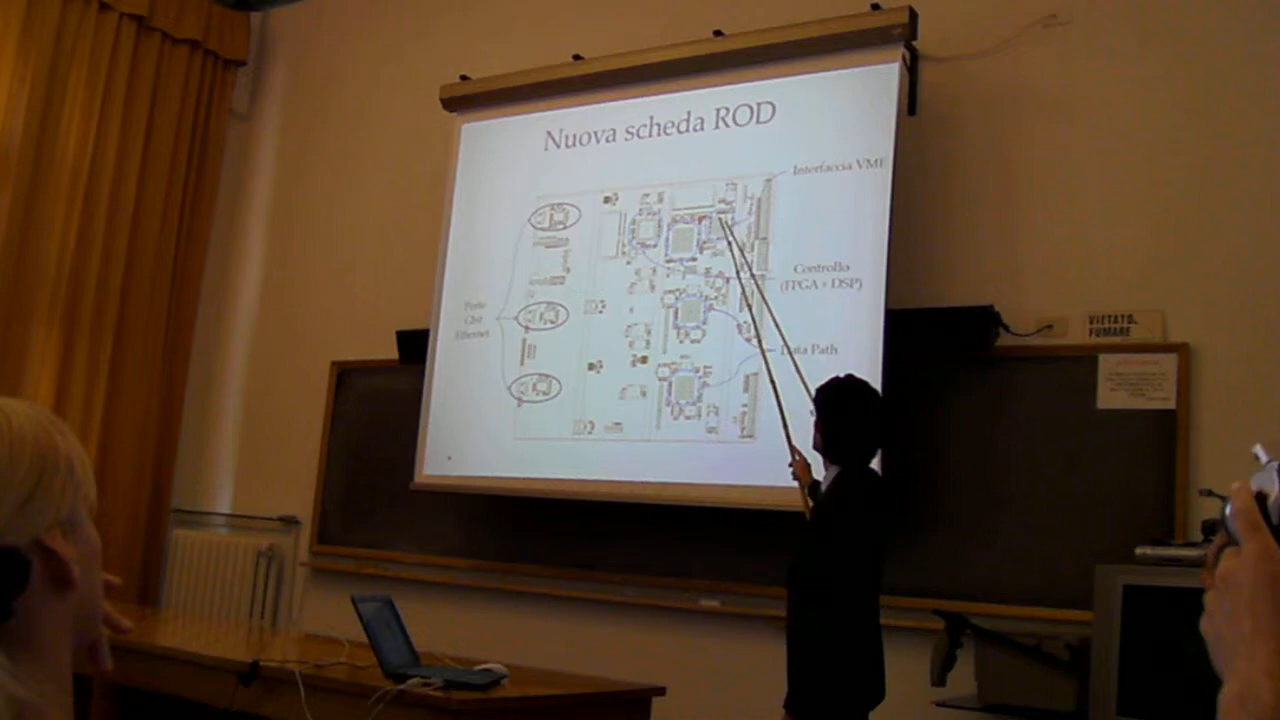 Nuova scheda ROD
Interfaccia VME
Controllo
(FPGA + DSP)
Porte
Gbit
Ethernet
Data Path
VIETATO
FUMARE